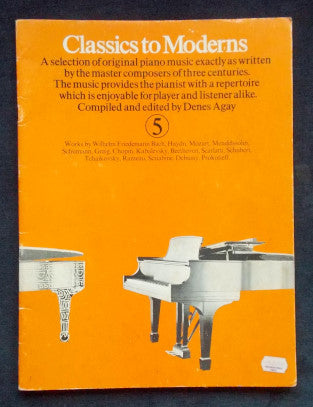 Classics to Moderns
A selection of original piano music exactly as written
by the master composers of three centuries.
The music provides the pianist with a repertoire
which is enjoyable for player and listener alike.
Compiled and edited by Denes Agay
5
Works by Wilhelm Friedemann Bach, Haydn, Mozart, Mendelssohn,
Schumann, Grieg, Chopin, Kabalevsky, Beethoven, Scarlatti, Schubert,
Tchaikovsky, Rameau, Scriabine, Debussy, Prokofieff.